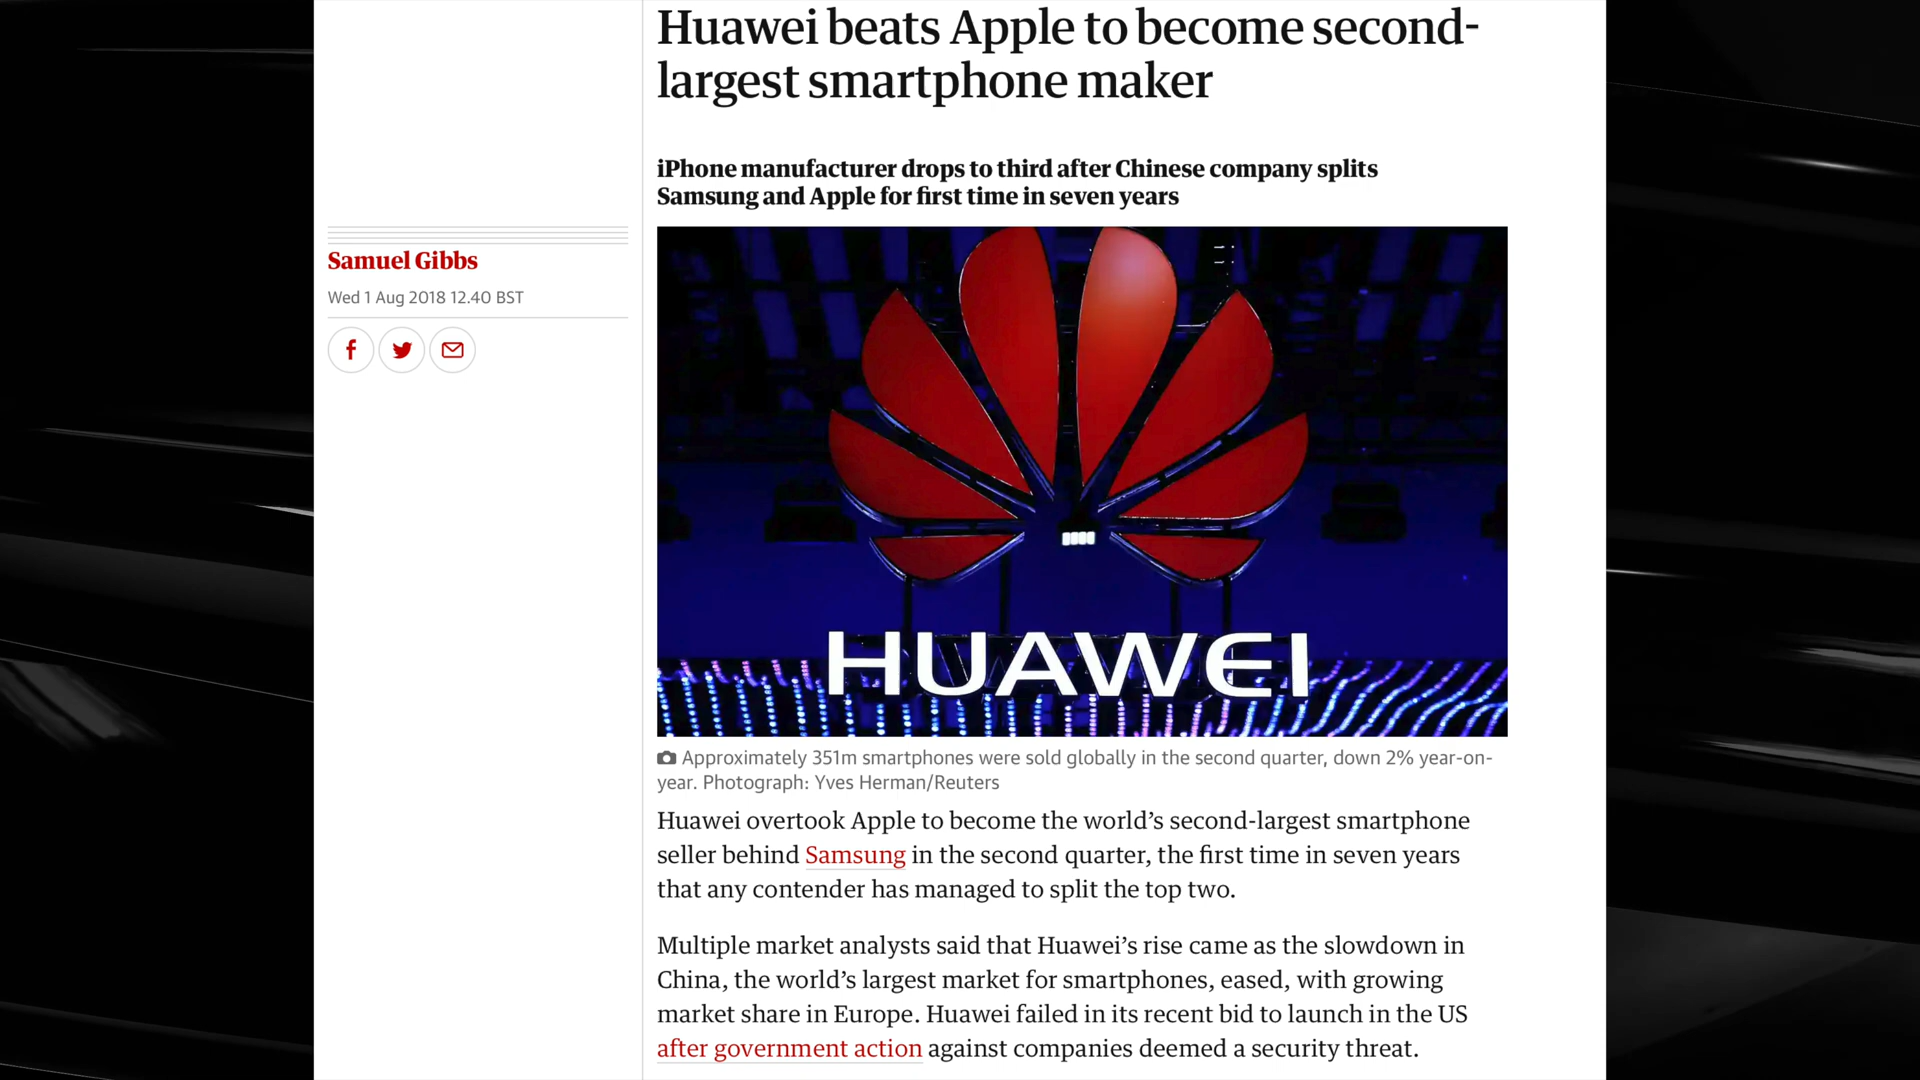 Huawei beats Apple to become second-
largest smartphone maker
iPhone manufacturer drops to third after Chinese company splits
Samsung and Apple for first time in seven years
Samuel Gibbs
Wed 1 Aug 2018 12.40 BST
HUAWEI
Approximately 351m smartphones were sold globally in the second quarter, down 2% year-on-
year. Photograph: Yves Herman/Reuters
Huawei overtook Apple to become the world’s second-largest smartphone
seller behind Samsung in the second quarter, the first time in seven years
that any contender has managed to split the top two.
Multiple market analysts said that Huawei’s rise came as the slowdown in
China, the world’s largest market for smartphones, eased, with growing
market share in Europe. Huawei failed in its recent bid to launch in the US
after government action against companies deemed a security threat.